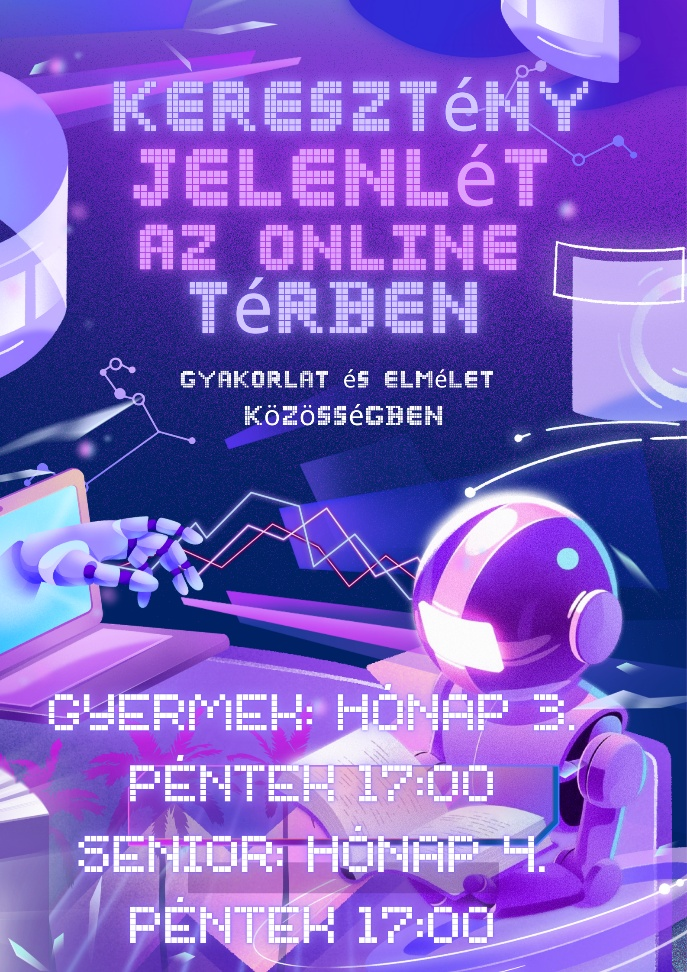 KERESZTéNY
JELENLéT
AZ ONLINE
TéRBEN
GYAKORLAT éS ELMéLET
KöZöSSéGBEN
GYERMEK: HÓNAP 3.
PÉNTEK 17:00
SENIOR: HÓNAP 4.
PÉNTEK 17:00